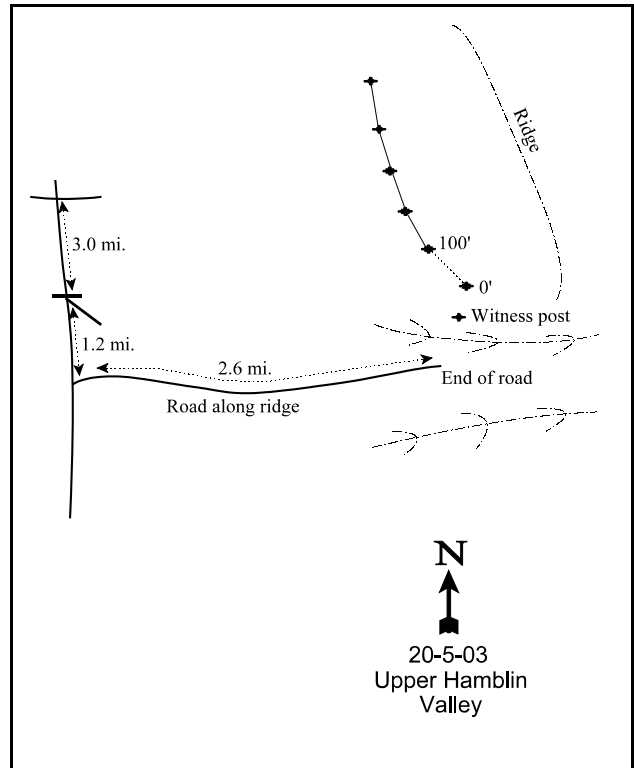 Ridge
3.0 mi.
100'
0'
Witness post
1.2 mi.
2.6 mi.
End of road
Road along ridge
N
20-5-03
Upper Hamblin
Valley